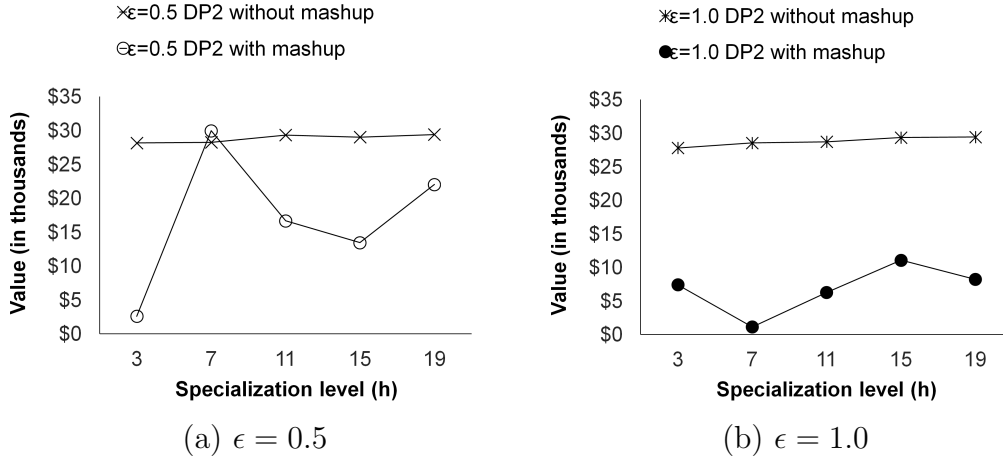 ε=0.5 DP2 without mashup
ε=0.5 DP2 with mashup
$35
$30
$25
$20
$15
$10
$5
$0
Value (in thousands)
3 7 11 15 19
Specialization level (h)
(a) ϵ = 0.5
ε=1.0 DP2 without mashup
ε=1.0 DP2 with mashup
$35
$30
$25
$20
$15
$10
$5
$0
Value (in thousands)
3 7 11 15 19
Specialization level (h)
(b) ϵ = 1.0